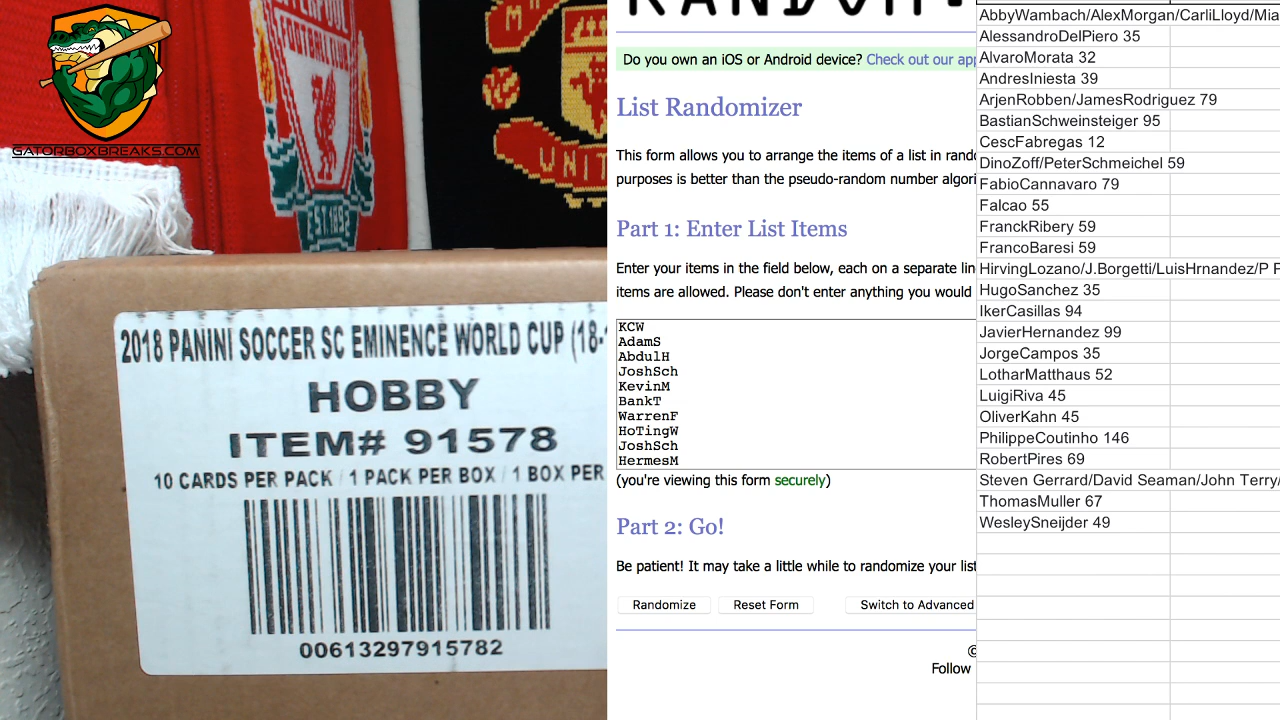 LIVERPOOL
FOOTBALL CLUB
EST·1892
UNIT
GATORBOXBREAKS.COM
2018 PANINI SOCCER SC EMINENCE WORLD CUP (18-
HOBBY
ITEM# 91578
10 CARDS PER PACK / 1 PACK PER BOX / 1 BOX PER
00613297915782
RANDOM.
Do you own an iOS or Android device? Check out our app
List Randomizer
This form allows you to arrange the items of a list in rando
purposes is better than the pseudo-random number algori
Part 1: Enter List Items
Enter your items in the field below, each on a separate lin
items are allowed. Please don't enter anything you would
KCW
AdamS
AbdulH
JoshSch
KevinM
BankT
WarrenF
HoTingW
JoshSch
HermesM
(you're viewing this form securely)
Part 2: Go!
Be patient! It may take a little while to randomize your list
Randomize
Reset Form
Switch to Advanced
©
Follow
AbbyWambach/AlexMorgan/CarliLloyd/Mia
AlessandroDelPiero 35
AlvaroMorata 32
AndresIniesta 39
ArjenRobben/JamesRodriguez 79
BastianSchweinsteiger 95
CescFabregas 12
DinoZoff/PeterSchmeichel 59
FabioCannavaro 79
Falcao 55
FranckRibery 59
FrancoBaresi 59
HirvingLozano/J.Borgetti/LuisHrnandez/P P
HugoSanchez 35
IkerCasillas 94
JavierHernandez 99
JorgeCampos 35
LotharMatthaus 52
LuigiRiva 45
OliverKahn 45
PhilippeCoutinho 146
RobertPires 69
Steven Gerrard/David Seaman/John Terry/
ThomasMuller 67
WesleySneijder 49